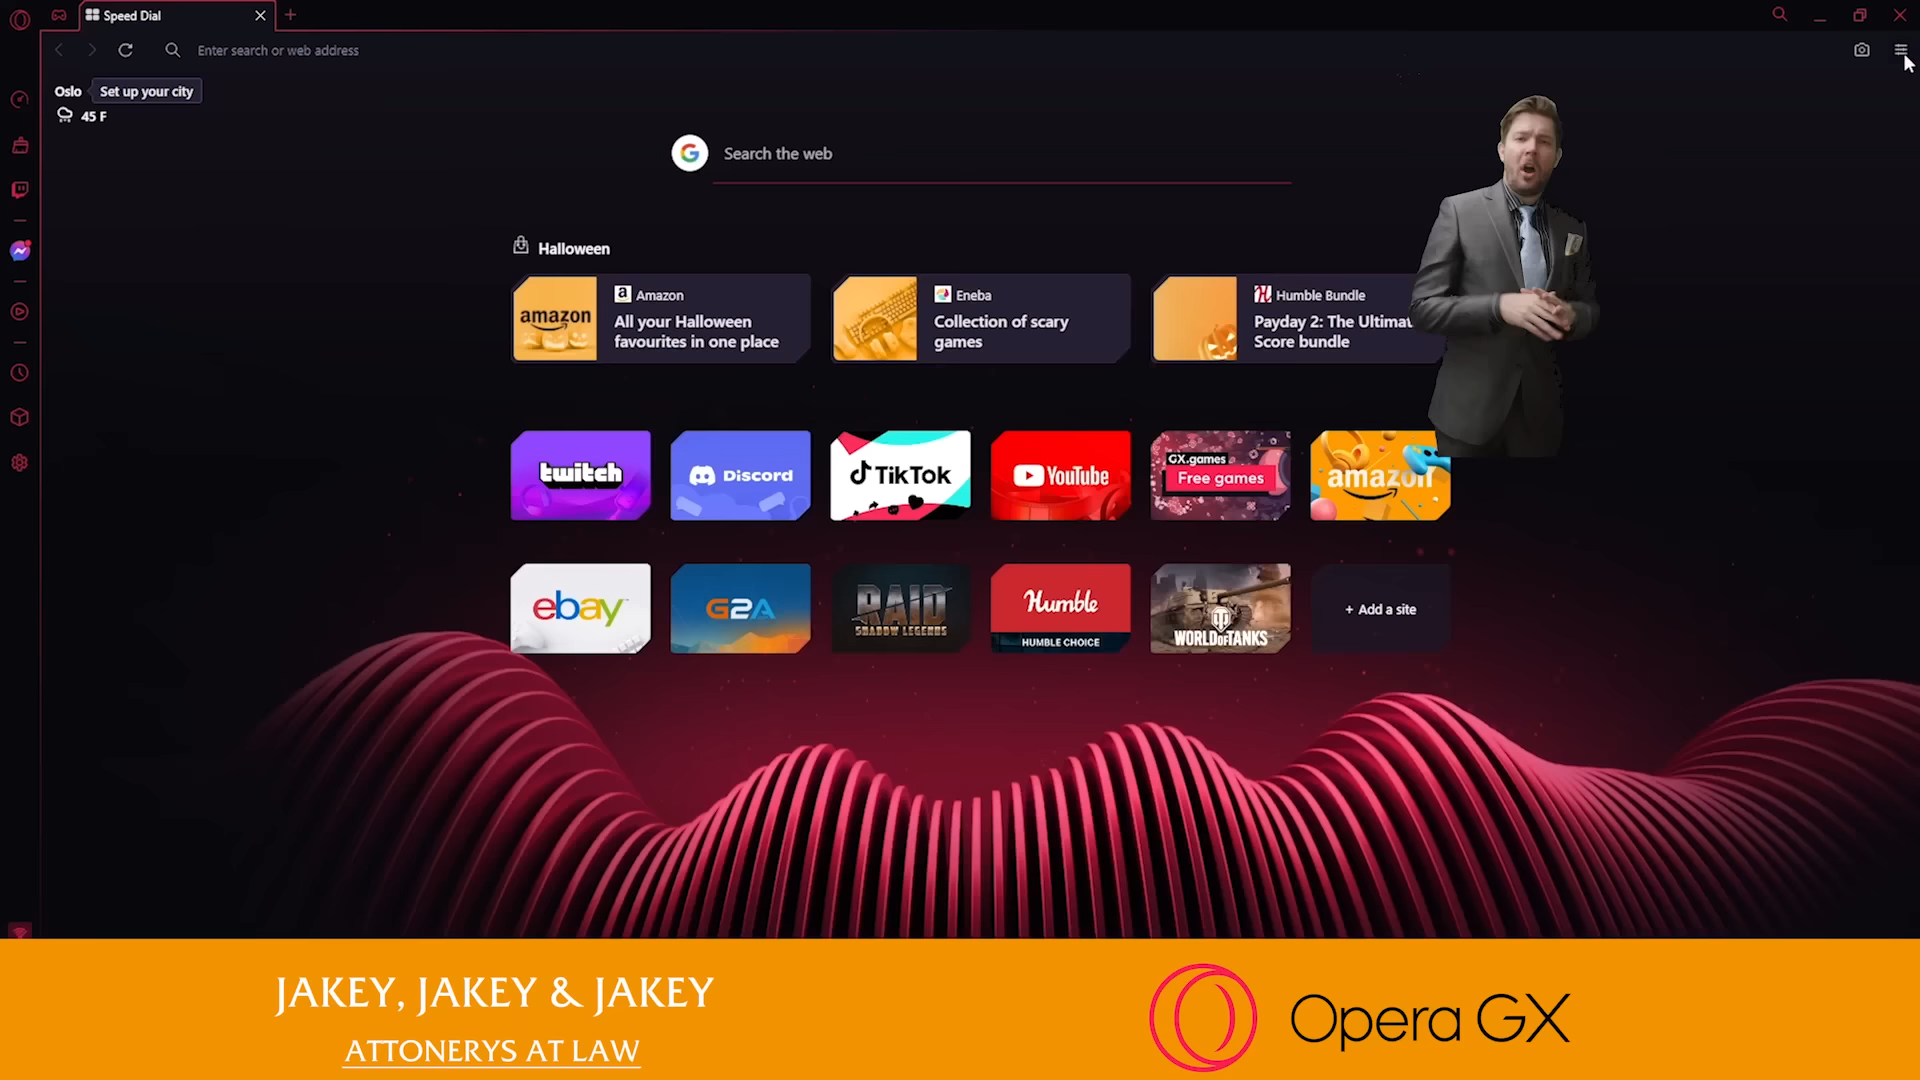 Speed Dial
Enter search or web address
Oslo
Set up your city
45 F
G
Search the web
Halloween
amazon
a Amazon
All your Halloween
favourites in one place
Eneba
Collection of scary
games
H Humble Bundle
Payday 2: The Ultimat
Score bundle
twitch
Discord
TikTok
YouTube
GX.games
Free games
amazon
ebay
G2A
RAID
SHADOW LEGENDS
Humble
HUMBLE CHOICE
WORLD OF TANKS
+ Add a site
JAKEY, JAKEY & JAKEY
ATTONERYS AT LAW
Opera GX